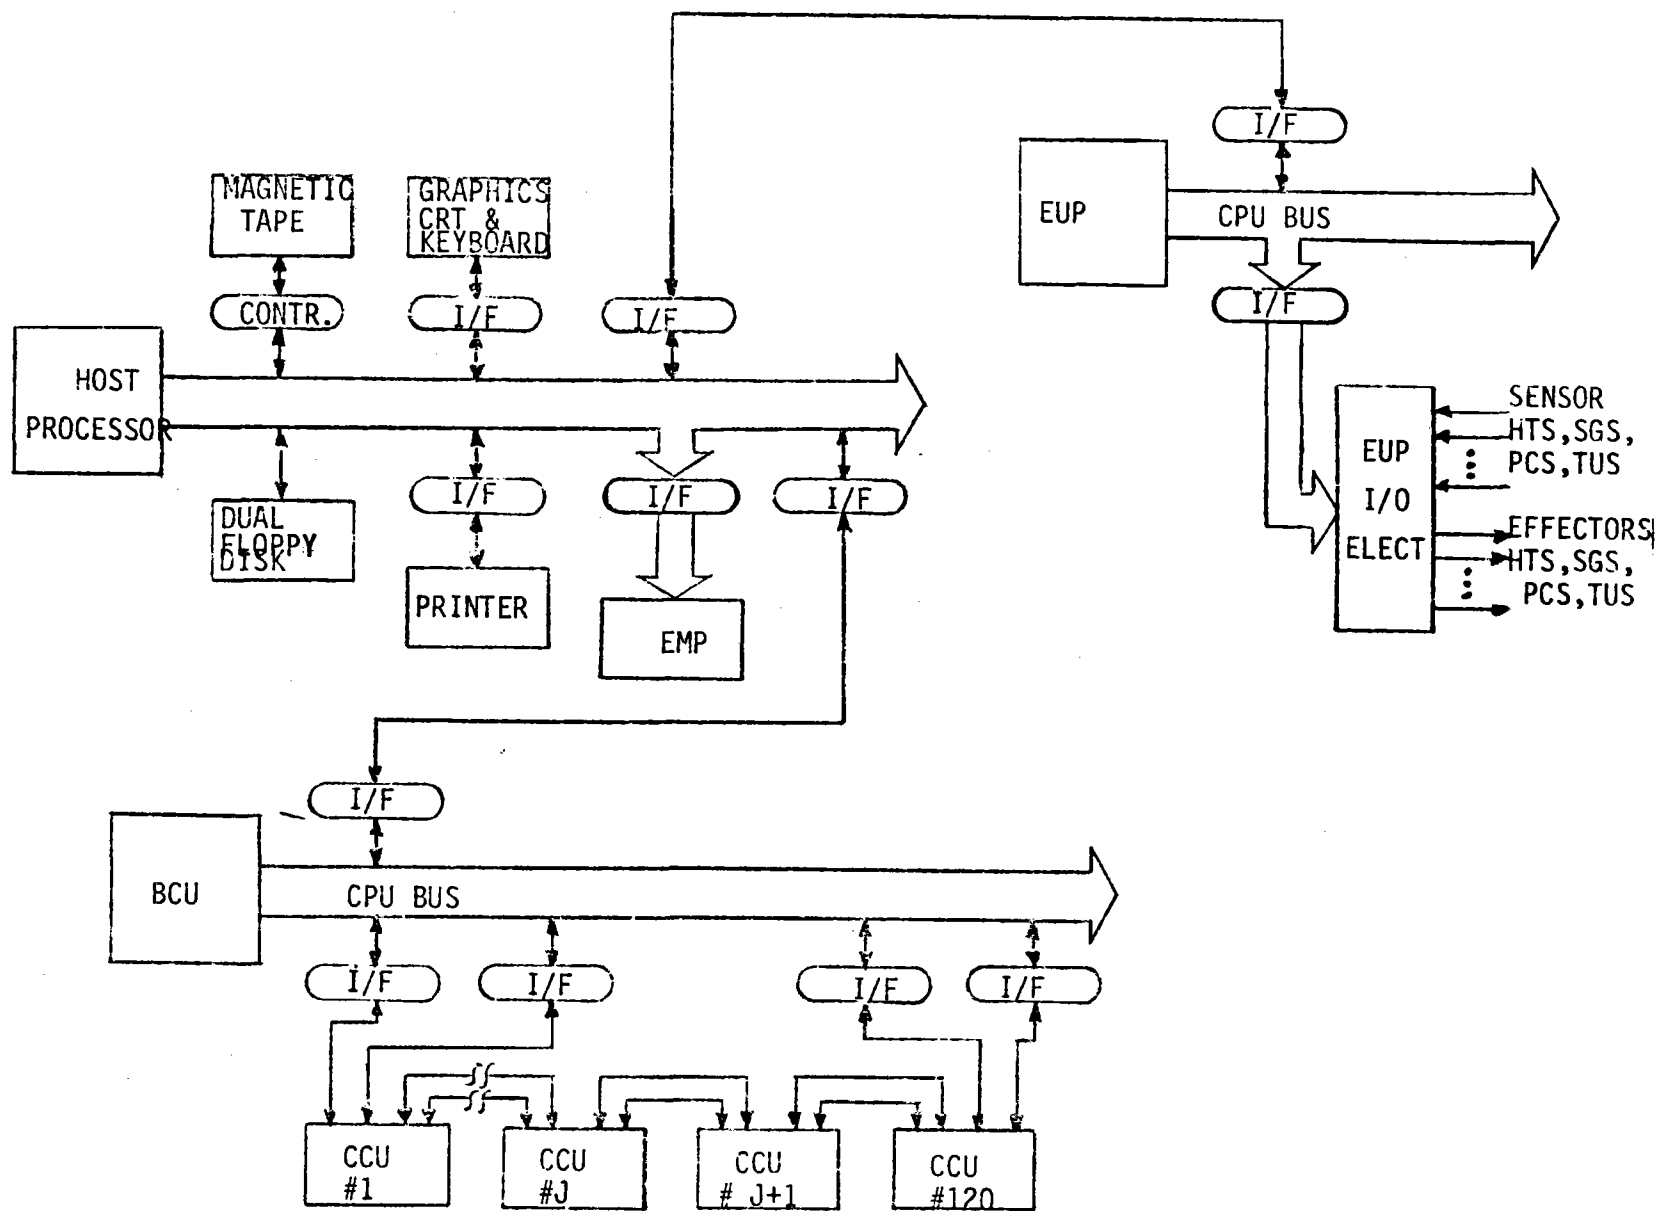 I/F
EUP
CPU BUS
I/F
SENSOR
HTS,SGS,
PCS,TUS
EUP
I/O
ELECT
EFFECTORS
HTS,SGS,
PCS,TUS
MAGNETIC
TAPE
GRAPHICS
CRT &
KEYBOARD
CONTR.
I/F
I/F
HOST
PROCESSOR
I/F
I/F
I/F
DUAL
FLOPPY
DISK
PRINTER
EMP
I/F
BCU
CPU BUS
I/F
I/F
I/F
I/F
CCU
#1
CCU
#J
CCU
# J+1
CCU
#120